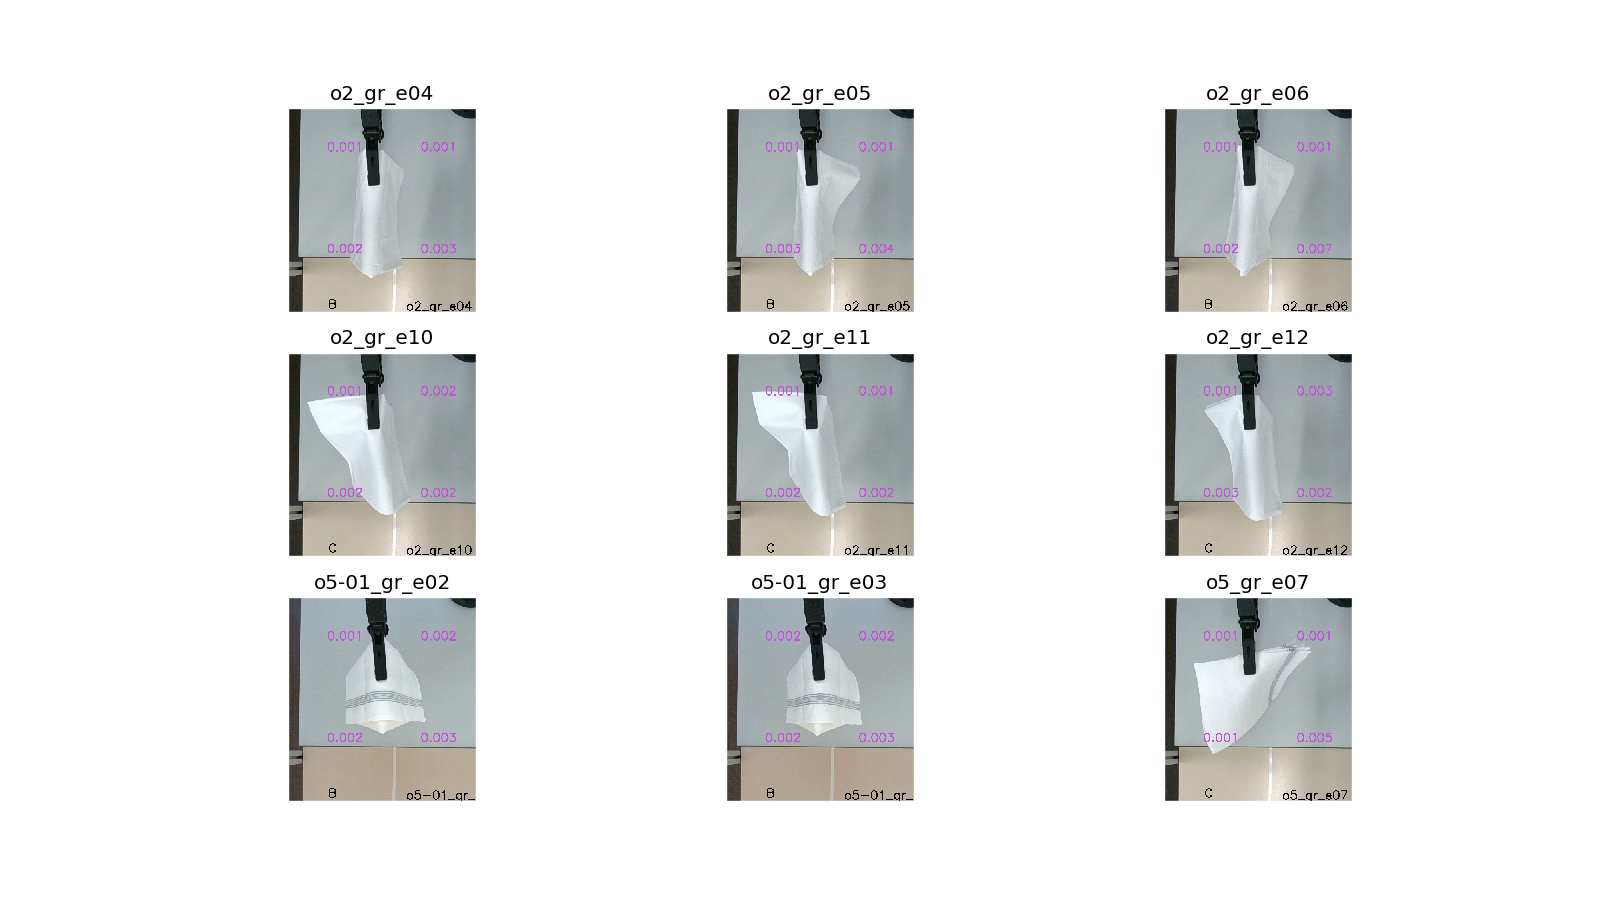 o2_gr_e04 o2_gr_e05 o2_gr_e06
0.001 0.001 0.001 0.001 0.001 0.001
0.002 0.003 0.003 0.004 0.002 0.007
B o2_gr_e04 B o2_gr_e05 B o2_gr_e06
o2_gr_e10 o2_gr_e11 o2_gr_e12
0.001 0.002 0.001 0.001 0.001 0.003
0.002 0.002 0.002 0.002 0.003 0.002
C o2_gr_e10 C o2_gr_e11 C o2_gr_e12
o5-01_gr_e02 o5-01_gr_e03 o5_gr_e07
0.001 0.002 0.002 0.002 0.001 0.001
0.002 0.003 0.002 0.003 0.001 0.005
B o5-01_gr_ B o5-01_gr_ C o5_gr_e07